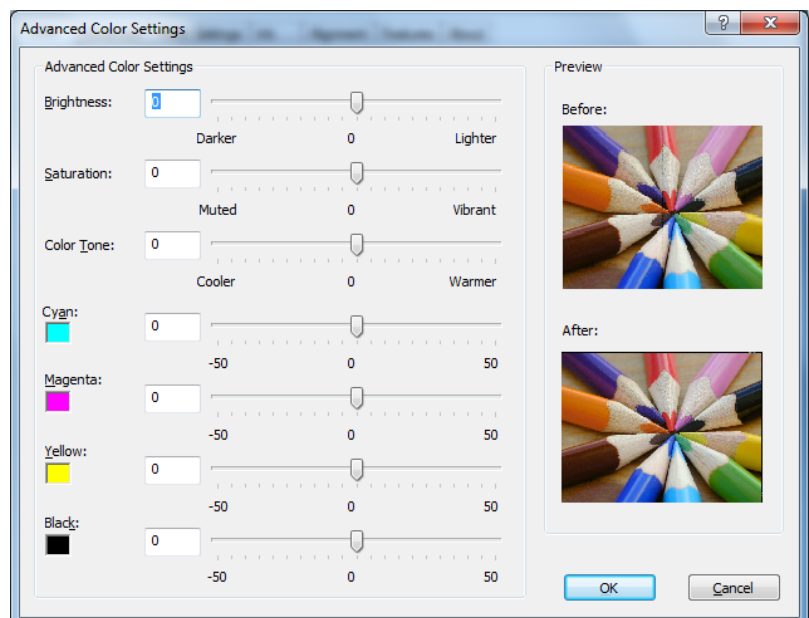 Advanced Color Settings
Advanced Color Settings
Brightness: 0
Darker 0 Lighter
Saturation: 0
Muted 0 Vibrant
Color Tone: 0
Cooler 0 Warmer
Cyan: 0
-50 0 50
Magenta: 0
-50 0 50
Yellow: 0
-50 0 50
Black: 0
-50 0 50
Preview
Before:
After:
OK Cancel